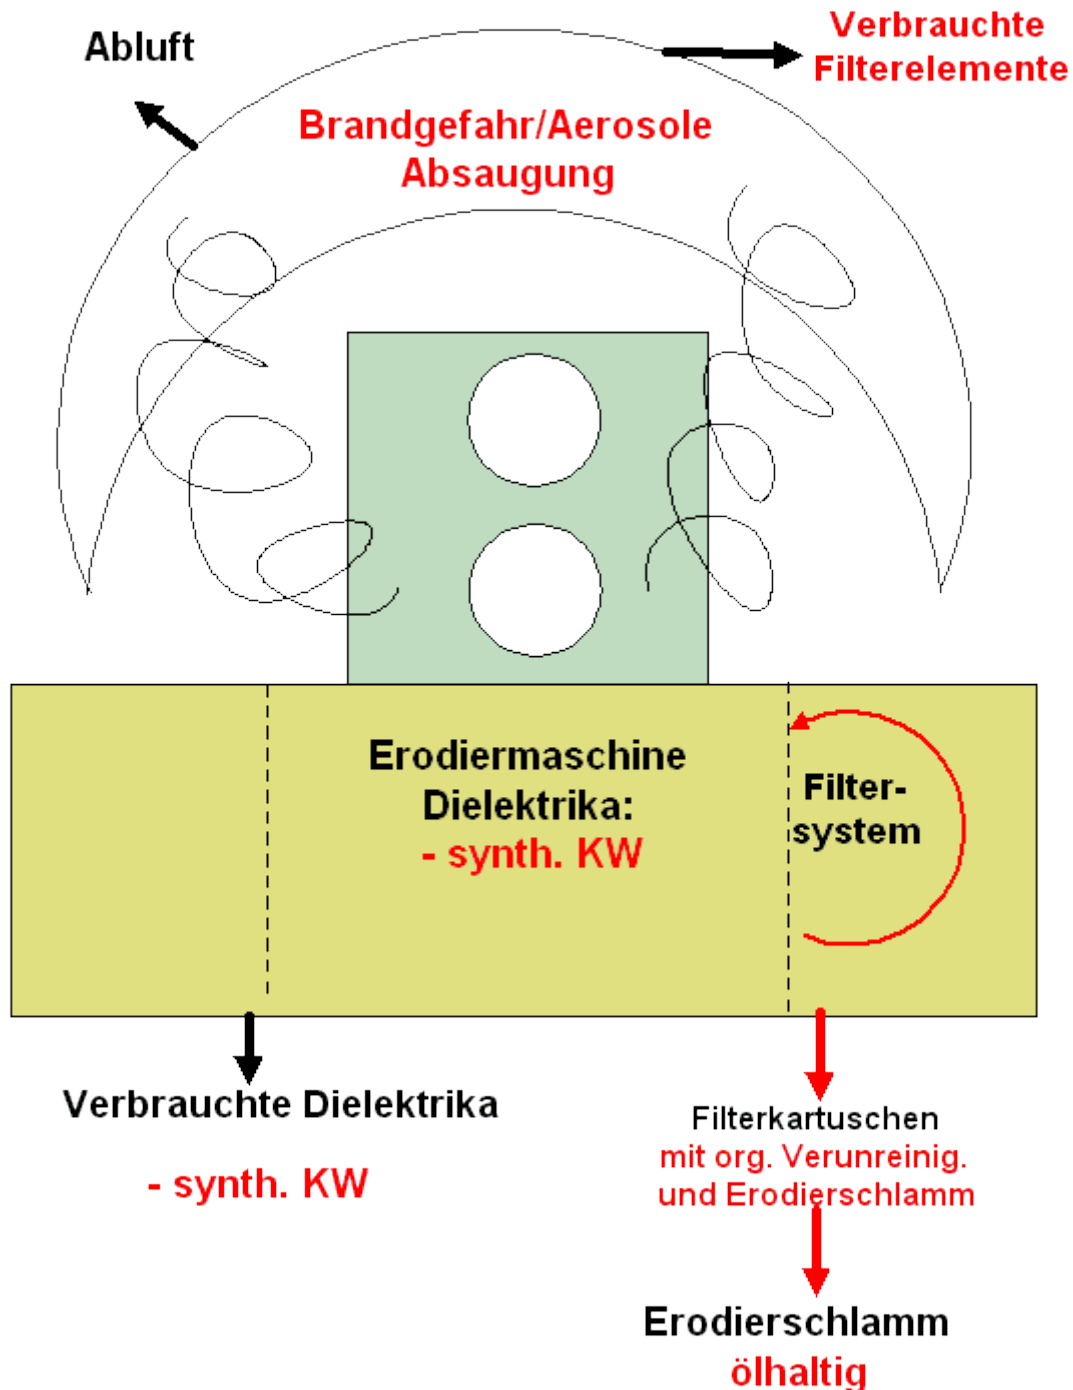 Abluft
Verbrauchte
Filterelemente
Brandgefahr/Aerosole
Absaugung
Erodiermaschine
Dielektrika:
- synth. KW
Filter-
system
Verbrauchte Dielektrika
- synth. KW
Filterkartuschen
mit org. Verunreinig.
und Erodierschlamm
Erodierschlamm
ölhaltig